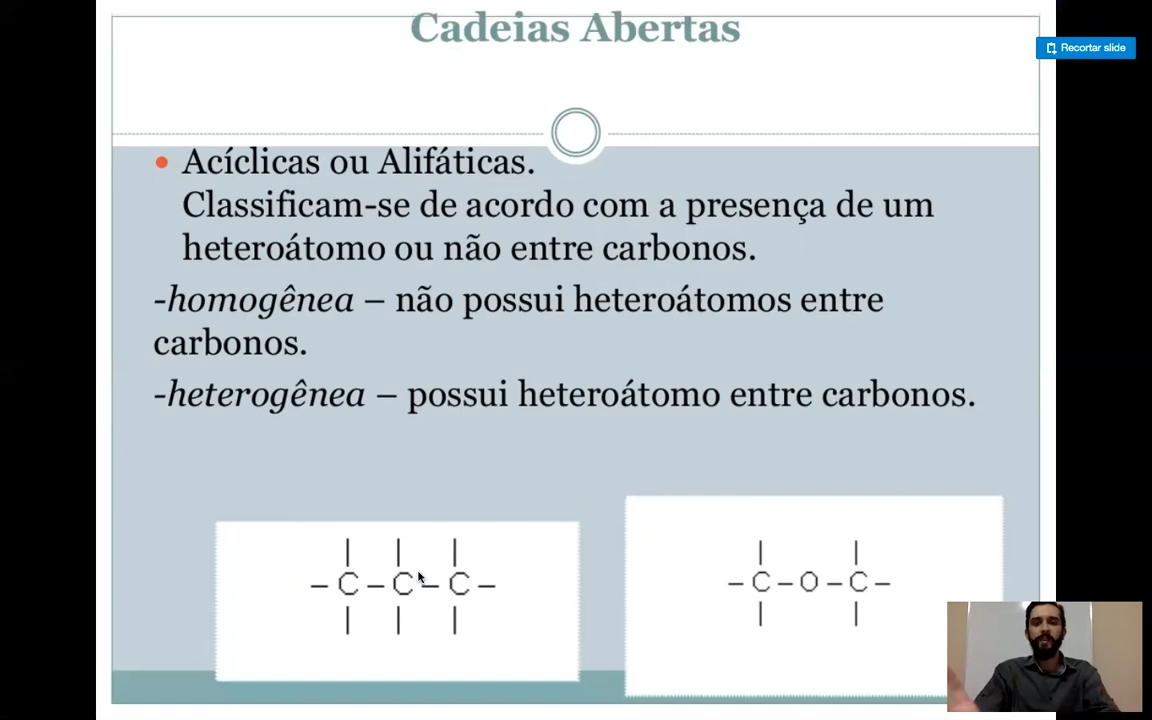 Cadeias Abertas
Recortar slide
• Acíclicas ou Alifáticas.
Classificam-se de acordo com a presença de um
heteroátomo ou não entre carbonos.
-homogênea – não possui heteroátomos entre
carbonos.
-heterogênea – possui heteroátomo entre carbonos.
– C – C – C –
– C – O – C –